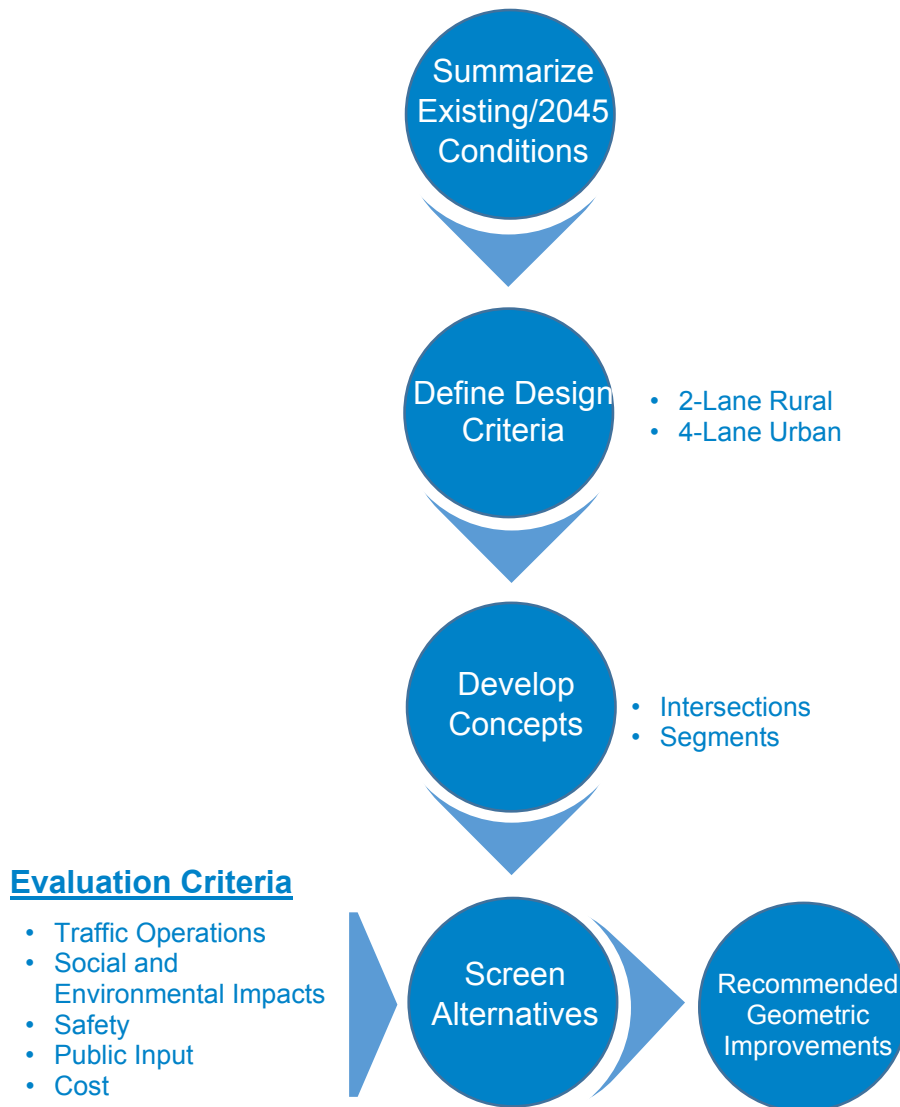 Summarize
Existing/2045
Conditions
Define Design
Criteria
• 2-Lane Rural
• 4-Lane Urban
Develop
Concepts
• Intersections
• Segments
Evaluation Criteria
• Traffic Operations
• Social and
Environmental Impacts
• Safety
• Public Input
• Cost
Screen
Alternatives
Recommended
Geometric
Improvements